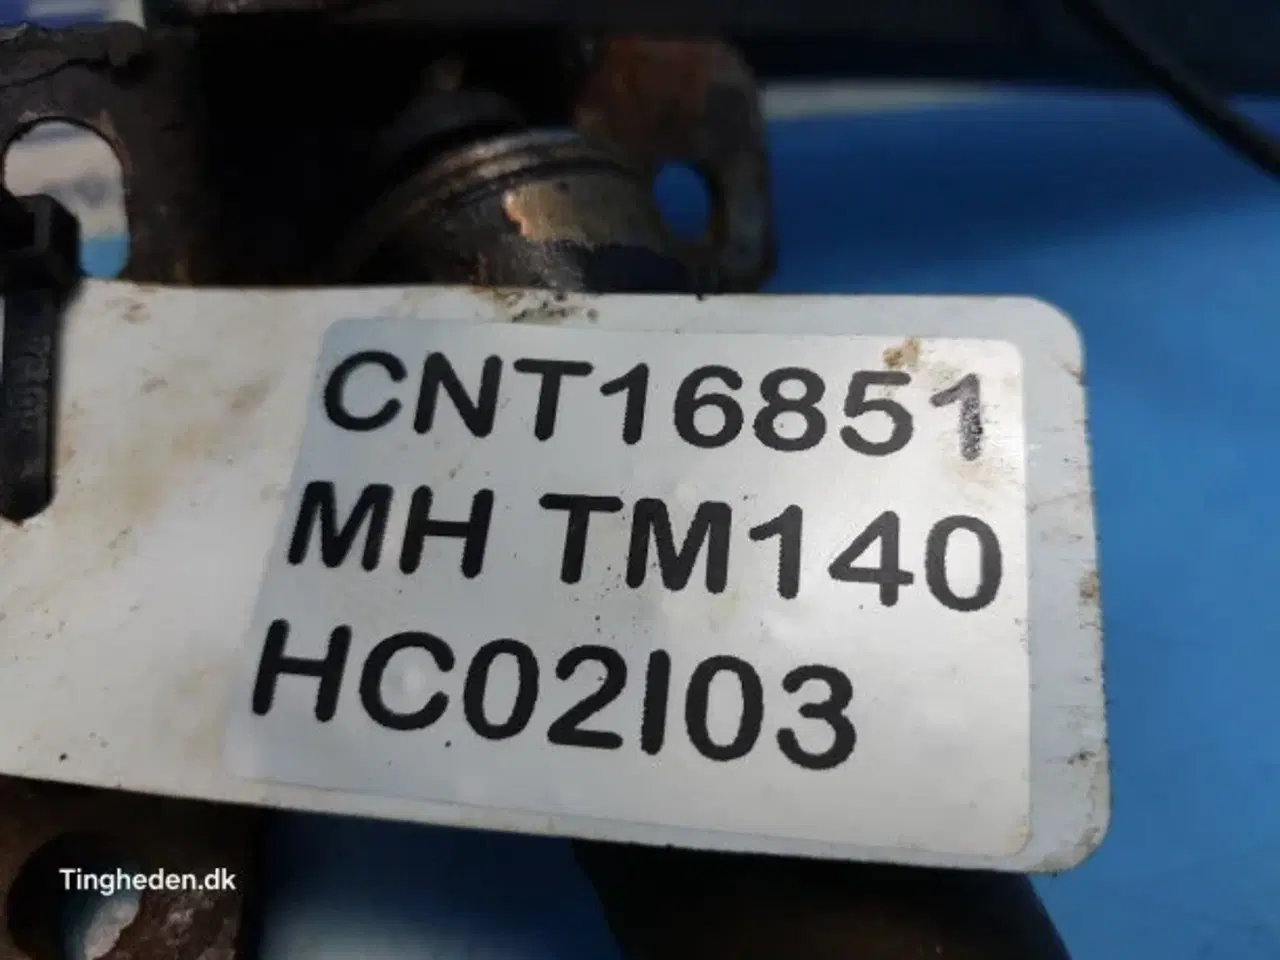 CNT16851
MH TM140
HC02I03
Tingheden.dk